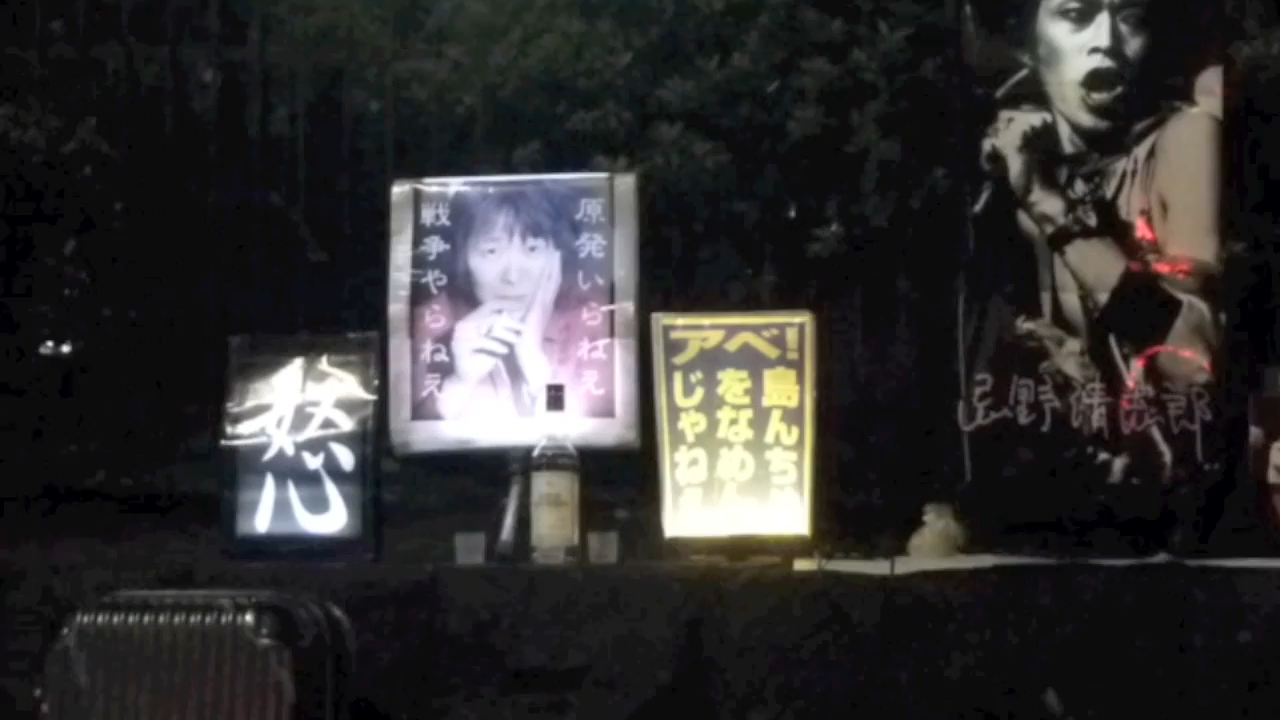 怒
原発いらねえ
戦争やらねえ
アベ!
島んちゅ
をなめん
じゃねえ
忌野清志郎